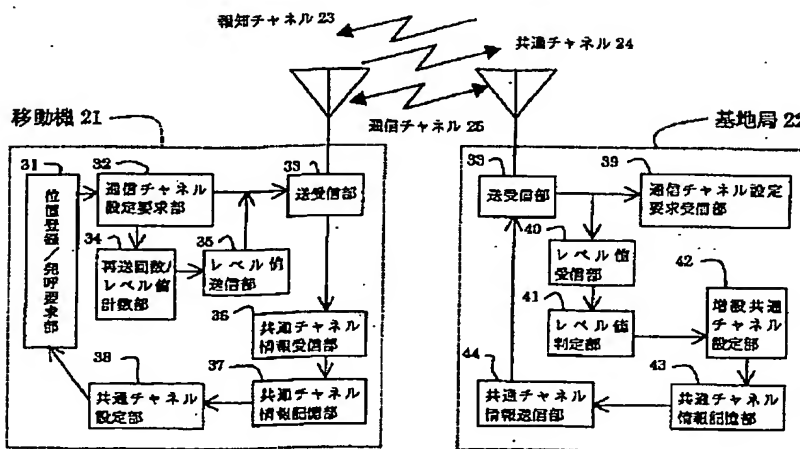 報知チャネル 23
共通チャネル 24
通信チャネル 25
移動機 21
基地局 22
31
位置登録/発呼要求部
32
通信チャネル
設定要求部
33
送受信部
34
再送回数/
レベル値
計数部
35
レベル値
送信部
36
共通チャネル
情報受信部
37
共通チャネル
情報記憶部
38
共通チャネル
設定部
33
送受信部
39
通信チャネル設定
要求受信部
40
レベル値
受信部
41
レベル値
判定部
42
増設共通
チャネル
設定部
43
共通チャネル
情報記憶部
44
共通チャネル
情報送信部